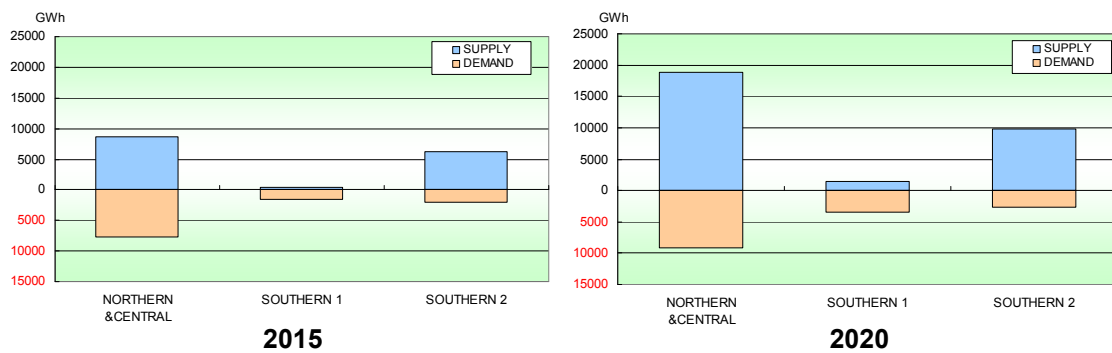 GWh
25000
20000
15000
10000
5000
0
5000
10000
15000
SUPPLY
DEMAND
NORTHERN
&CENTRAL
SOUTHERN 1
SOUTHERN 2
2015
GWh
25000
20000
15000
10000
5000
0
5000
10000
15000
SUPPLY
DEMAND
NORTHERN
&CENTRAL
SOUTHERN 1
SOUTHERN 2
2020